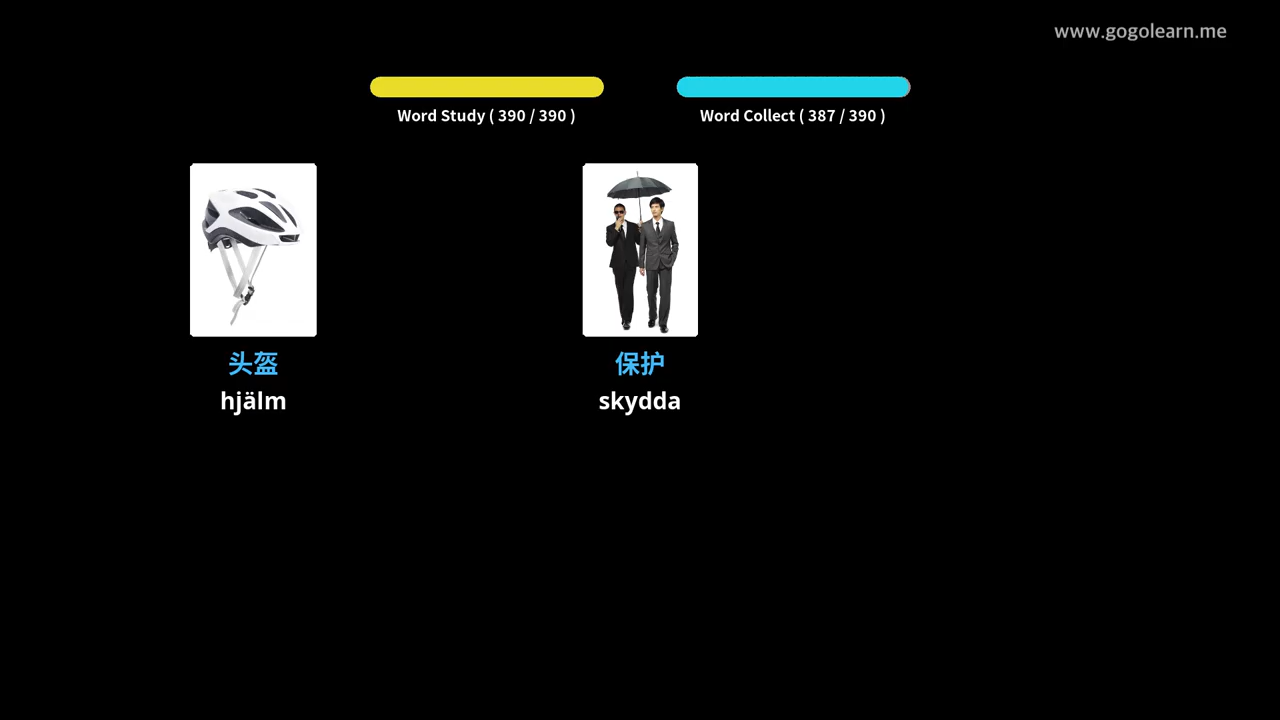 www.gogolearn.me
Word Study ( 390 / 390 )
Word Collect ( 387 / 390 )
头盔
hjälm
保护
skydda